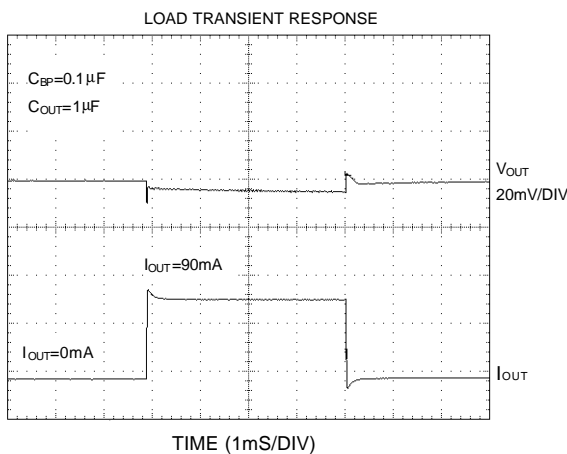 LOAD TRANSIENT RESPONSE
CBP=0.1μF
COUT=1μF
VOUT
20mV/DIV
IOUT=90mA
IOUT=0mA
IOUT
TIME (1mS/DIV)